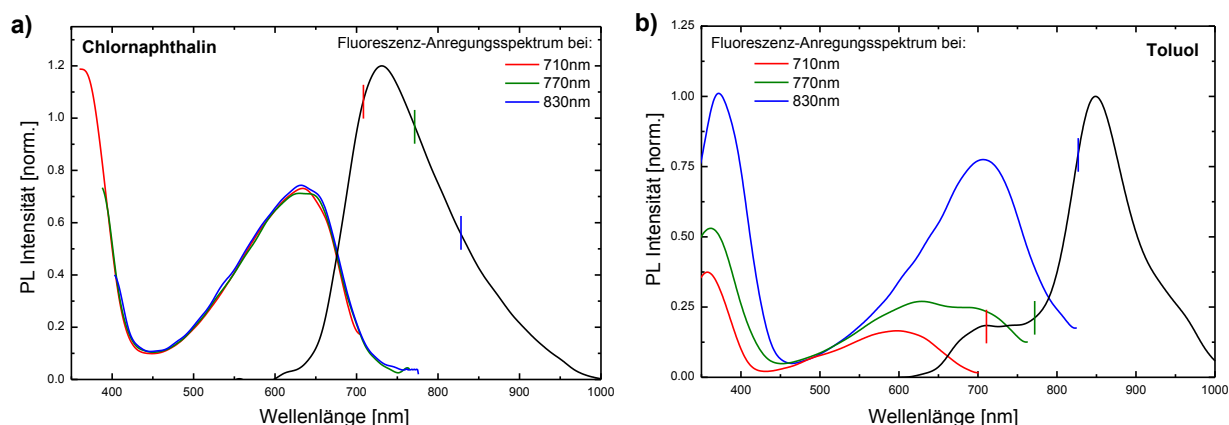 a)
Chlornaphthalin
Fluoreszenz-Anregungsspektrum bei:
710nm
770nm
830nm
PL Intensität [norm.]
1.2
1.0
0.8
0.6
0.4
0.2
0.0
400 500 600 700 800 900 1000
Wellenlänge [nm]
b)
Fluoreszenz-Anregungsspektrum bei:
Toluol
710nm
770nm
830nm
PL Intensität [norm.]
1.25
1.00
0.75
0.50
0.25
0.00
400 500 600 700 800 900 1000
Wellenlänge [nm]